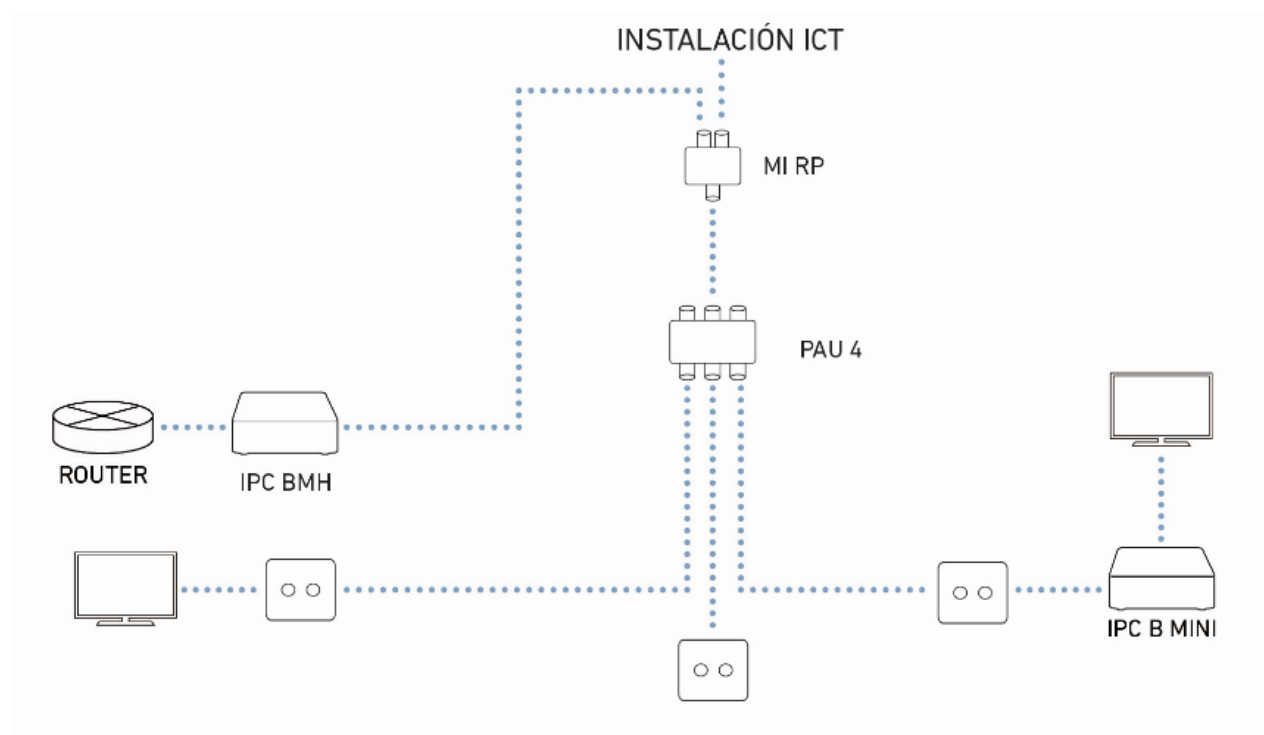 INSTALACIÓN ICT
MI RP
PAU 4
ROUTER
IPC BMH
IPC B MINI